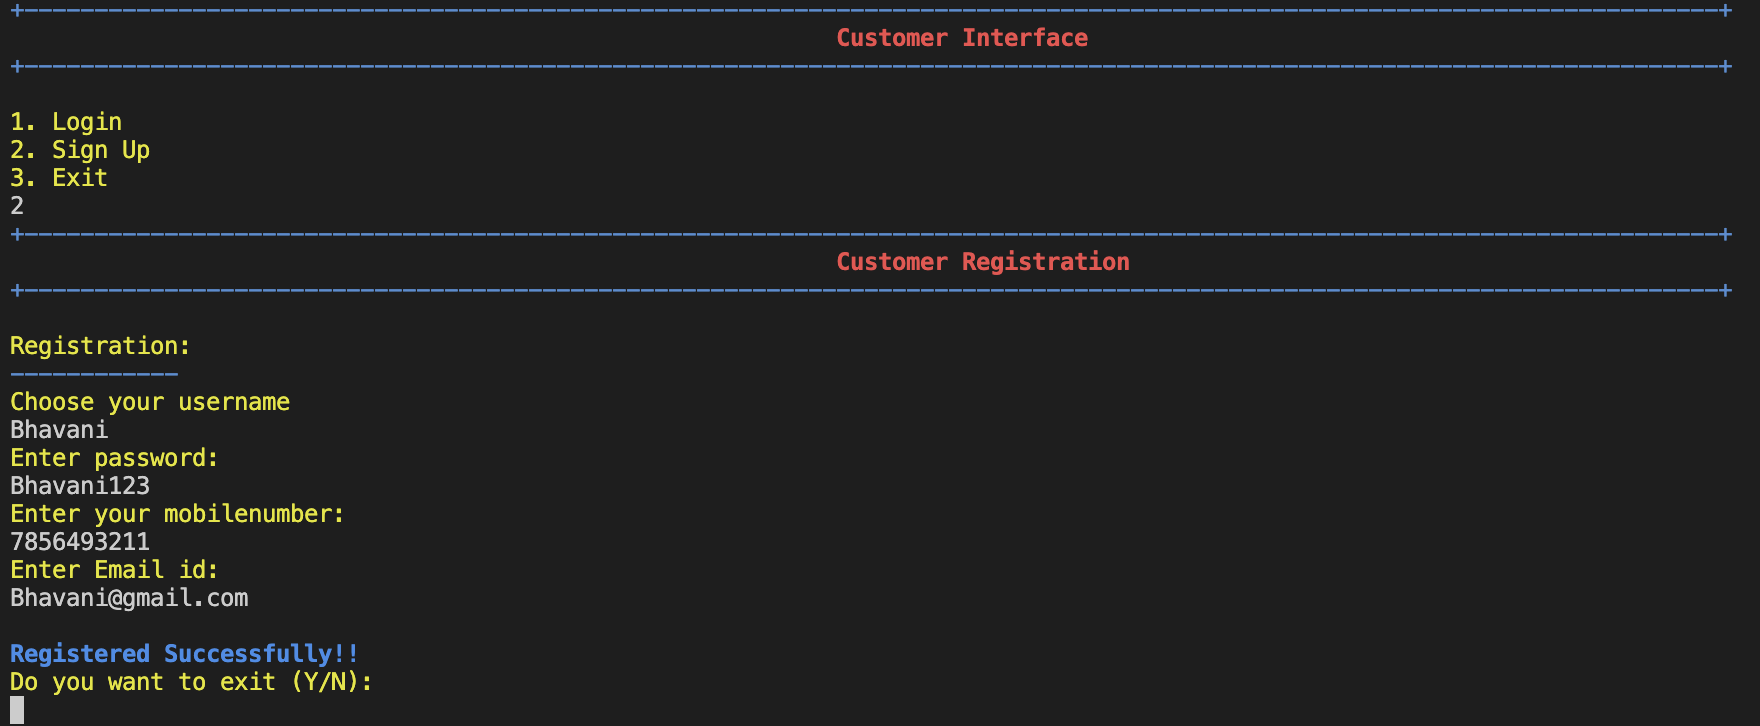 Customer Interface
1. Login
2. Sign Up
3. Exit
2
Customer Registration
Registration:
Choose your username
Bhavani
Enter password:
Bhavani123
Enter your mobilenumber:
7856493211
Enter Email id:
Bhavani@gmail.com
Registered Successfully!!
Do you want to exit (Y/N):